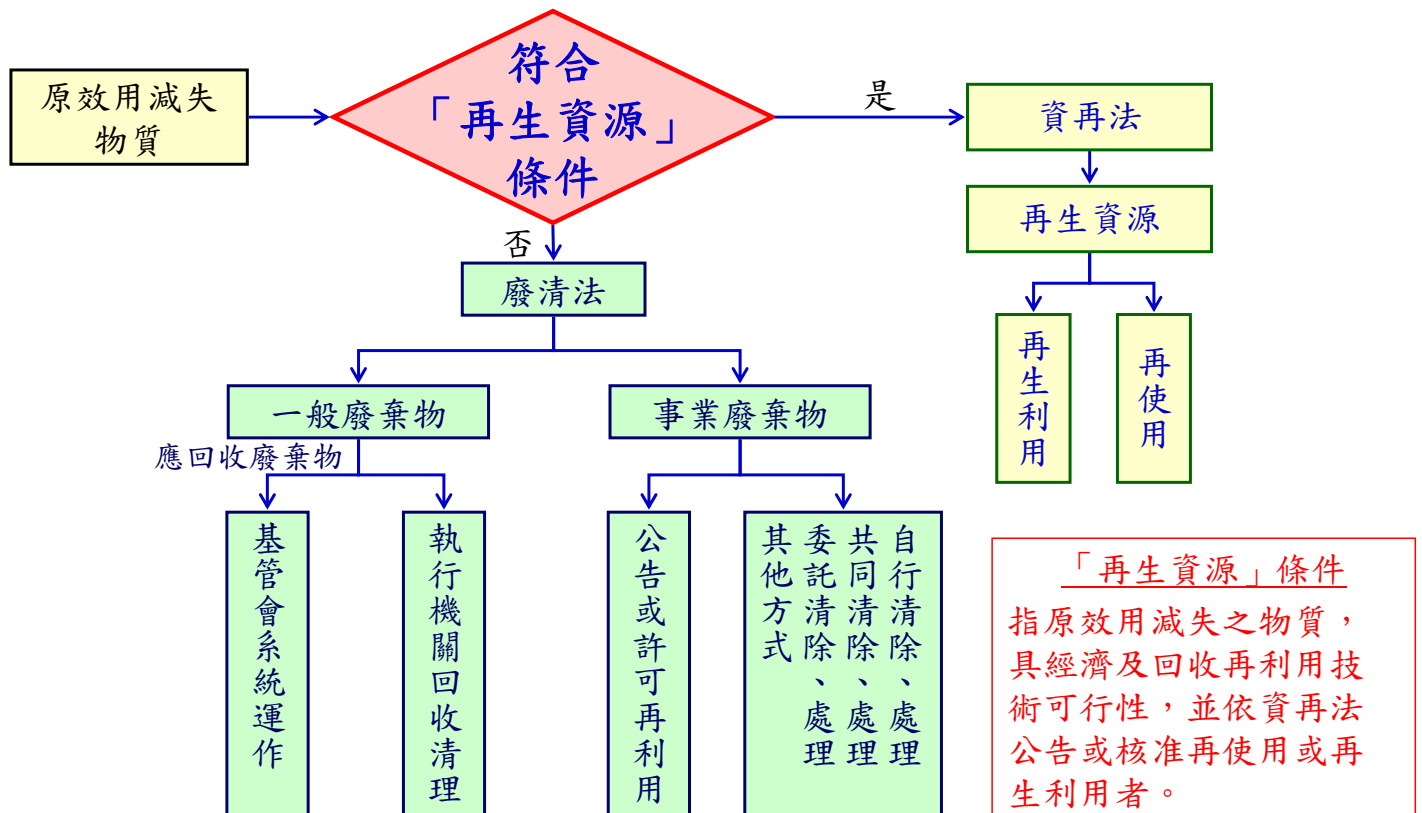 原效用減失
物質
符合
「再生資源」
條件
是
資再法
再生資源
再生利用
再使用
否
廢清法
一般廢棄物
事業廢棄物
應回收廢棄物
基管會系統運作
執行機關回收清理
公告或許可再利用
自行清除、處理
共同清除、處理
委託清除、處理
其他方式
「再生資源」條件
指原效用減失之物質，
具經濟及回收再利用技
術可行性，並依資再法
公告或核准再使用或再
生利用者。